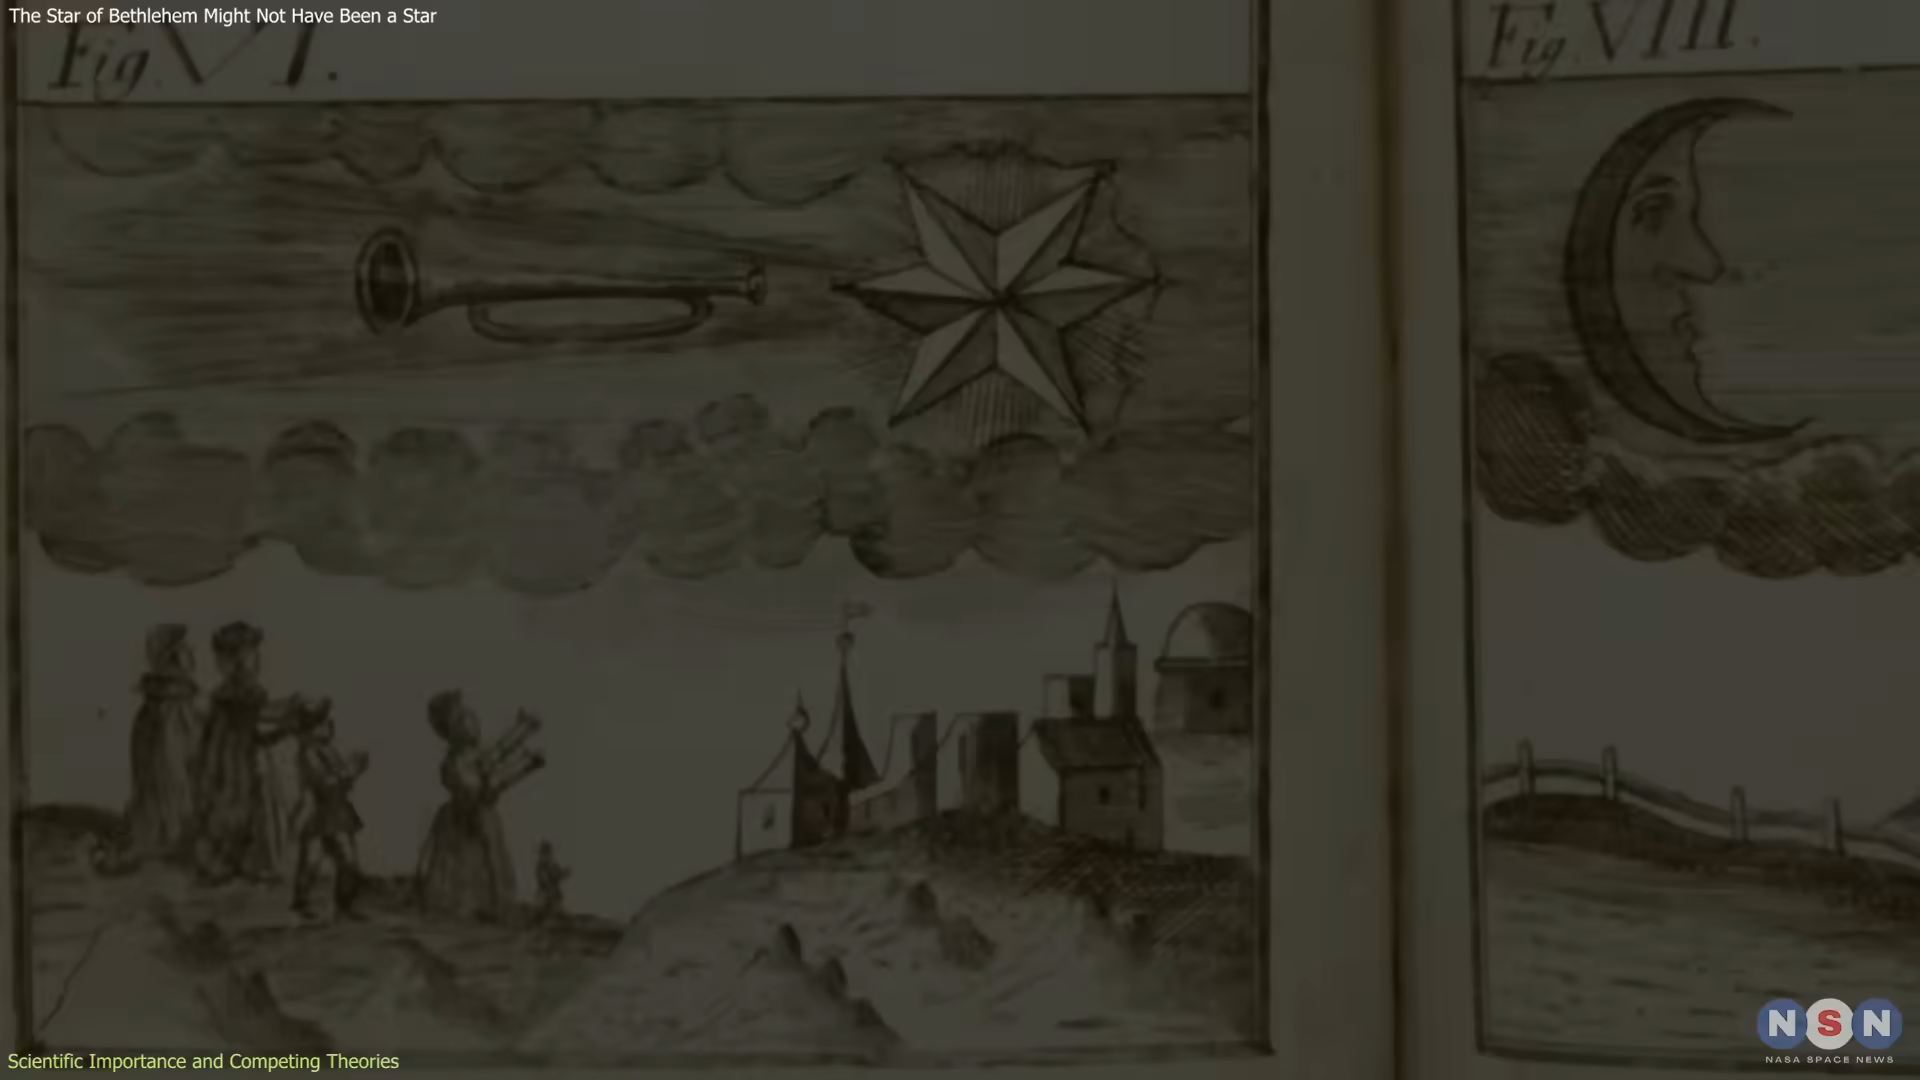 The Star of Bethlehem Might Not Have Been a Star
Fig. VI.
Fig. VIII.
Scientific Importance and Competing Theories
NSN
NASA SPACE NEWS